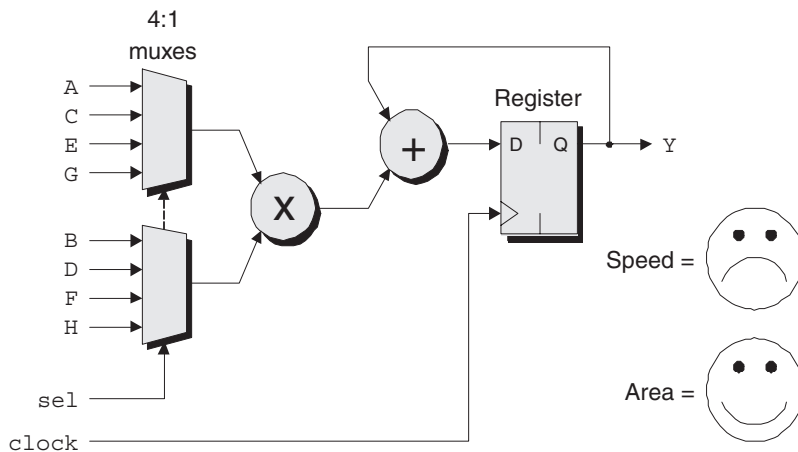 4:1
muxes
A
C
E
G
B
D
F
H
sel
clock
X
+
Register
D Q
Y
Speed =
Area =